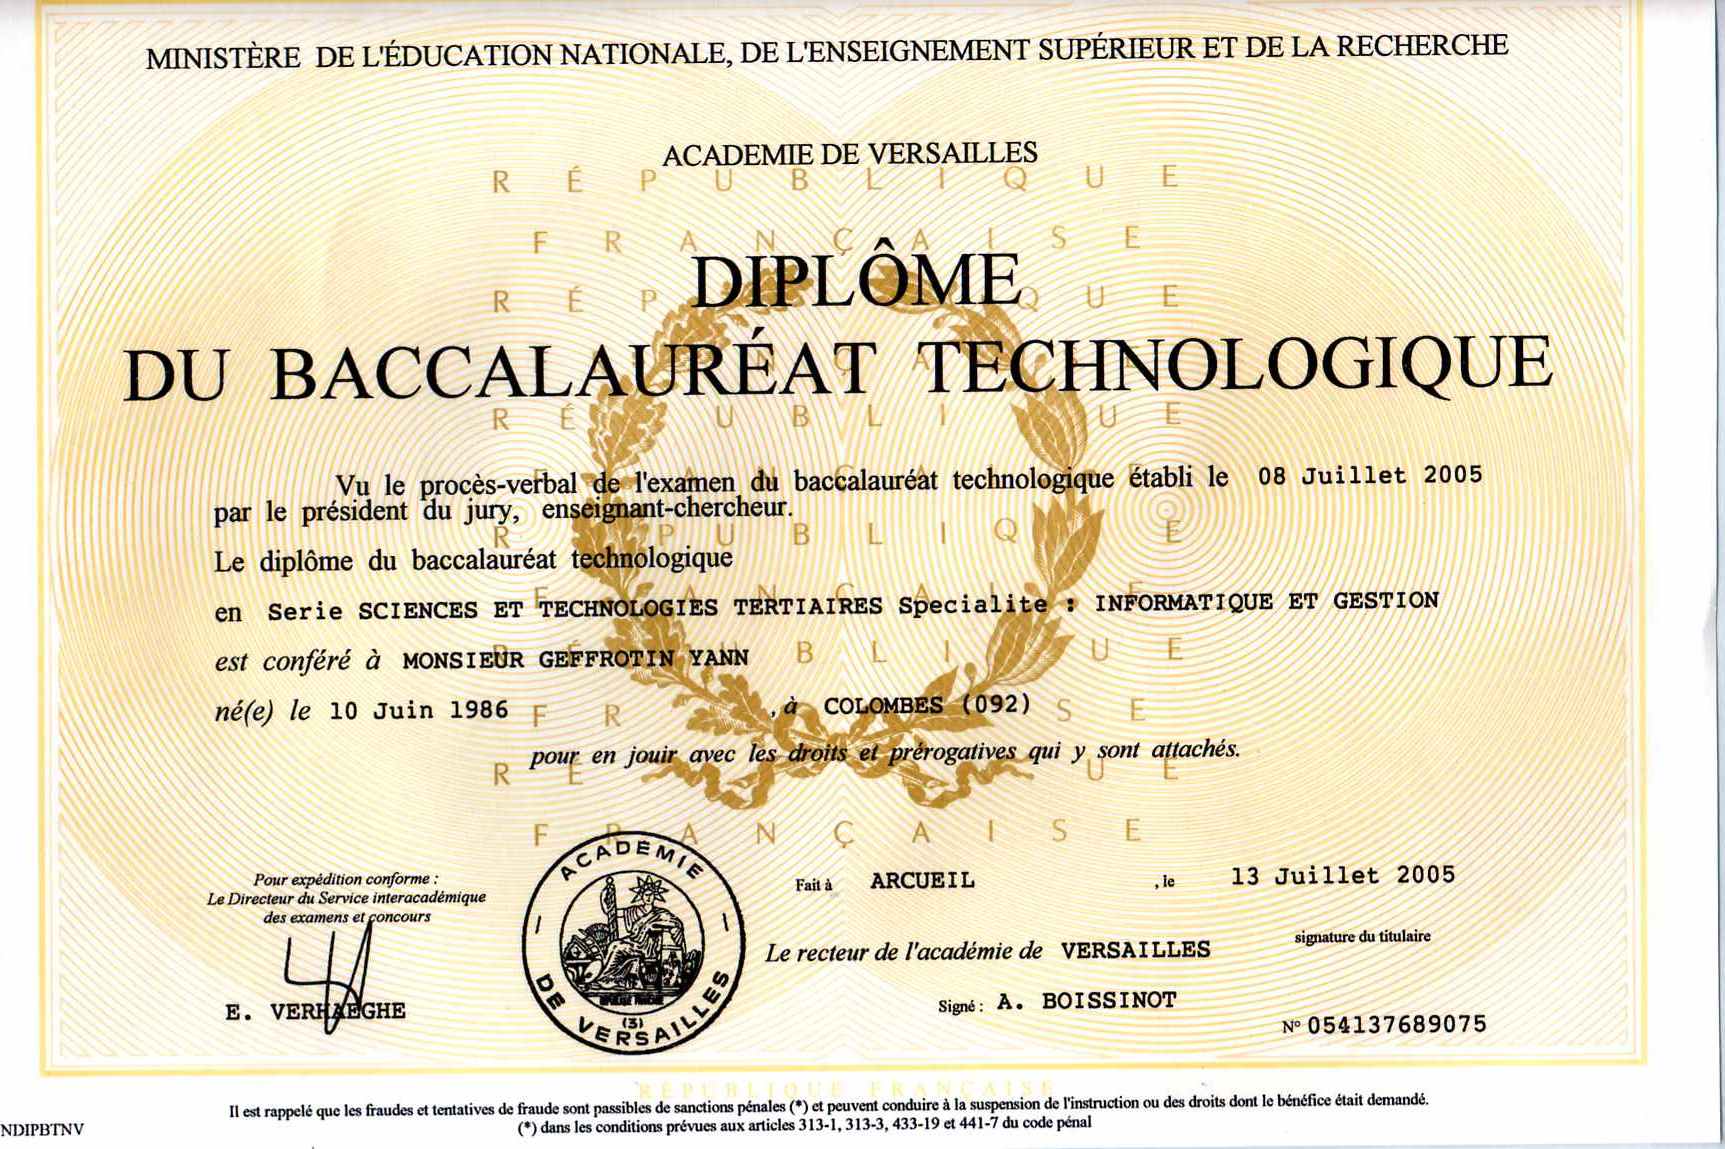 MINISTÈRE DE L'ÉDUCATION NATIONALE, DE L'ENSEIGNEMENT SUPÉRIEUR ET DE LA RECHERCHE
ACADEMIE DE VERSAILLES
RÉPUBLIQUE
FRANÇAISE
DIPLÔME
DU BACCALAURÉAT TECHNOLOGIQUE
Vu le procès-verbal de l'examen du baccalauréat technologique établi le 08 Juillet 2005
par le président du jury, enseignant-chercheur.
Le diplôme du baccalauréat technologique
en Serie SCIENCES ET TECHNOLOGIES TERTIAIRES Specialite : INFORMATIQUE ET GESTION
est conféré à MONSIEUR GEFFROTIN YANN
né(e) le 10 Juin 1986 , à COLOMBES (092)
pour en jouir avec les droits et prérogatives qui y sont attachés.
FRANÇAISE
Pour expédition conforme :
Le Directeur du Service interacadémique
des examens et concours
E. VERHAEGHE
ACADÉMIE
DE VERSAILLES
(3)
Fait à ARCUEIL , le 13 Juillet 2005
Le recteur de l'académie de VERSAILLES
signature du titulaire
Signé : A. BOISSINOT
N° 054137689075
RÉPUBLIQUE FRANÇAISE
Il est rappelé que les fraudes et tentatives de fraude sont passibles de sanctions pénales (*) et peuvent conduire à la suspension de l'instruction ou des droits dont le bénéfice était demandé.
(*) dans les conditions prévues aux articles 313-1, 313-3, 433-19 et 441-7 du code pénal
NDIPBTNV